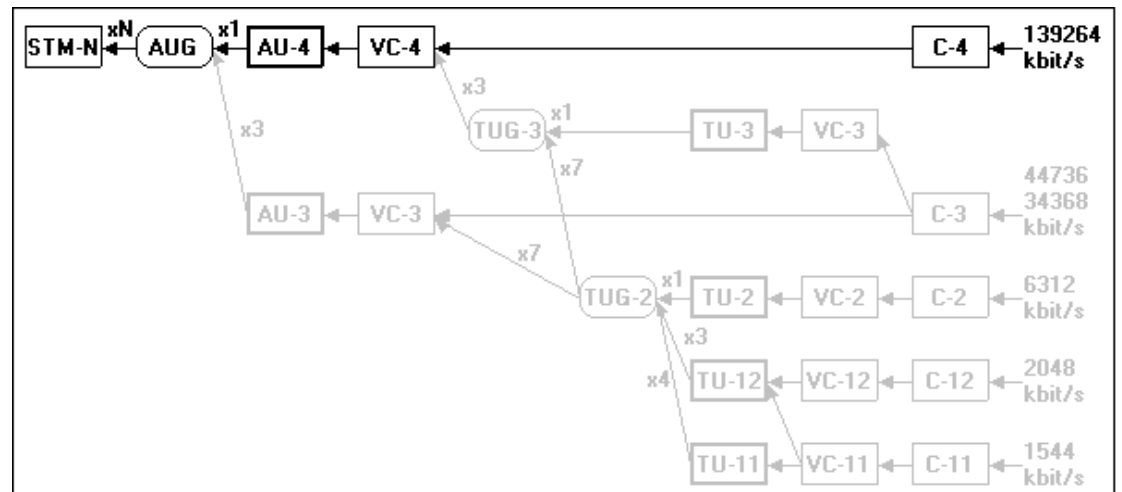 xN
x1
139264
STM-N
AUG
AU-4
VC-4
C-4
kbit/s
x3
TUG-3
x1
TU-3
VC-3
x3
x7
44736
34368
AU-3
VC-3
C-3
kbit/s
x7
TUG-2
x1
TU-2
VC-2
C-2
6312
kbit/s
x3
x4
TU-12
VC-12
C-12
2048
kbit/s
TU-11
VC-11
C-11
1544
kbit/s